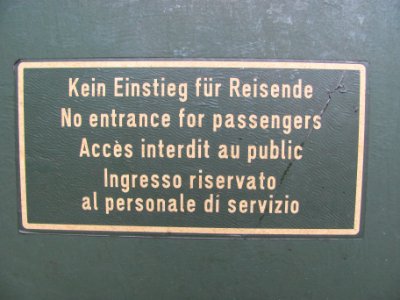 Kein Einstieg für Reisende
No entrance for passengers
Accès interdit au public
Ingresso riservato
al personale di servizio